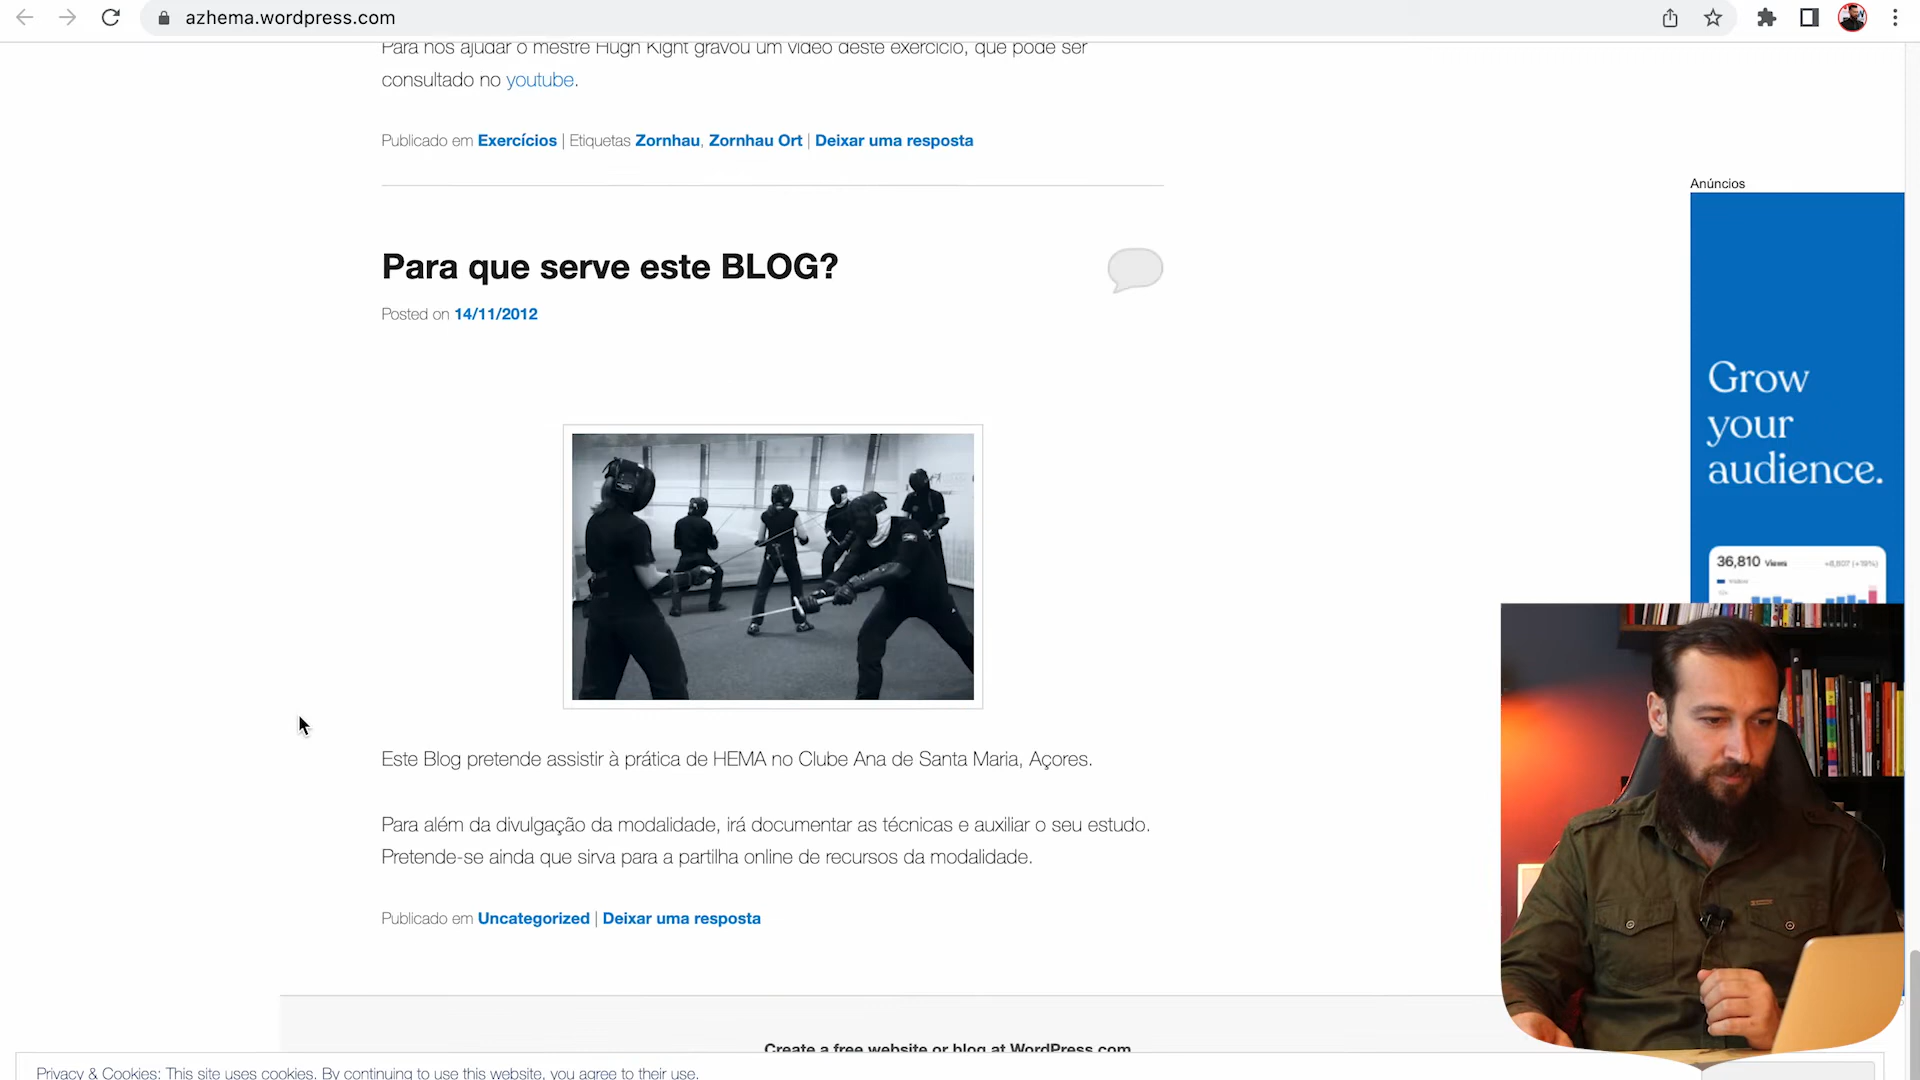 azhema.wordpress.com
Para nos ajudar o mestre Hugh Kight gravou um vídeo deste exercício, que pode ser
consultado no youtube.
Publicado em Exercícios | Etiquetas Zornhau, Zornhau Ort | Deixar uma resposta
Anúncios
Para que serve este BLOG?
Posted on 14/11/2012
Grow
your
audience.
36,810 Views
Este Blog pretende assistir à prática de HEMA no Clube Ana de Santa Maria, Açores.
Para além da divulgação da modalidade, irá documentar as técnicas e auxiliar o seu estudo.
Pretende-se ainda que sirva para a partilha online de recursos da modalidade.
Publicado em Uncategorized | Deixar uma resposta
Create a free website or blog at WordPress.com
Privacy & Cookies: This site uses cookies. By continuing to use this website, you agree to their use.